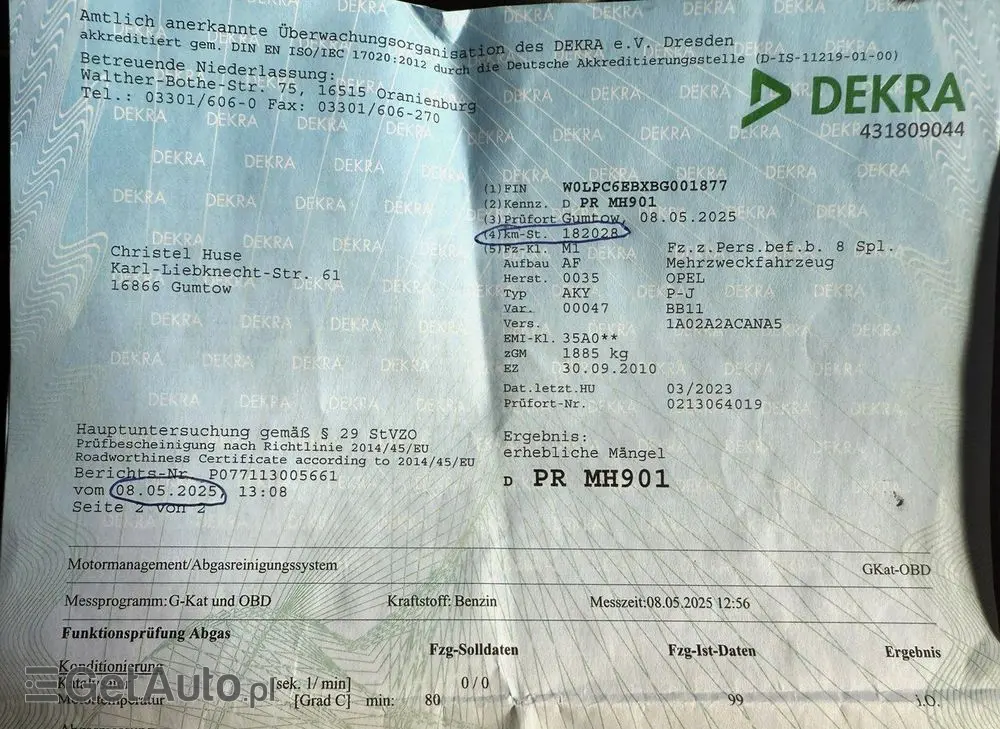 Amtlich anerkannte Überwachungsorganisation des DEKRA e.V. Dresden
akkreditiert gem. DIN EN ISO/IEC 17020:2012 durch die Deutsche Akkreditierungsstelle (D-IS-11219-01-00)
Betreuende Niederlassung:
Walther-Bothe-Str. 75, 16515 Oranienburg
Tel.: 03301/606-0 Fax: 03301/606-270
DEKRA
431809044
(1) FIN W0LPC6EBXBG001877
(2) Kennz. D PR MH901
(3) Prüfort Gumtow, 08.05.2025
(4) km-St. 182028
(5) Fz-Kl. M1 Fz.z.Pers.bef.b. 8 Spl.
Aufbau AF Mehrzweckfahrzeug
Herst. 0035 OPEL
Typ AKY P-J
Var. 00047 BB11
Vers. 1A02A2ACANA5
EMI-Kl. 35A0**
zGM 1885 kg
EZ 30.09.2010
Dat.letzt.HU 03/2023
Prüfort-Nr. 0213064019
Christel Huse
Karl-Liebknecht-Str. 61
16866 Gumtow
Hauptuntersuchung gemäß § 29 StVZO
Prüfbescheinigung nach Richtlinie 2014/45/EU
Roadworthiness Certificate according to 2014/45/EU
Berichts-Nr. P077113005661
vom 08.05.2025, 13:08
Seite 2 von 2
Ergebnis:
erhebliche Mängel
D PR MH901
Motormanagement/Abgasreinigungssystem GKat-OBD
Messprogramm: G-Kat und OBD Kraftstoff: Benzin Messzeit:08.05.2025 12:56
Funktionsprüfung Abgas Fzg-Solldaten Fzg-Ist-Daten Ergebnis
Konditionierung
[sek. 1/ min] 0 / 0
Motortemperatur [Grad C] min: 80 99 i.O.
GetAuto.pl